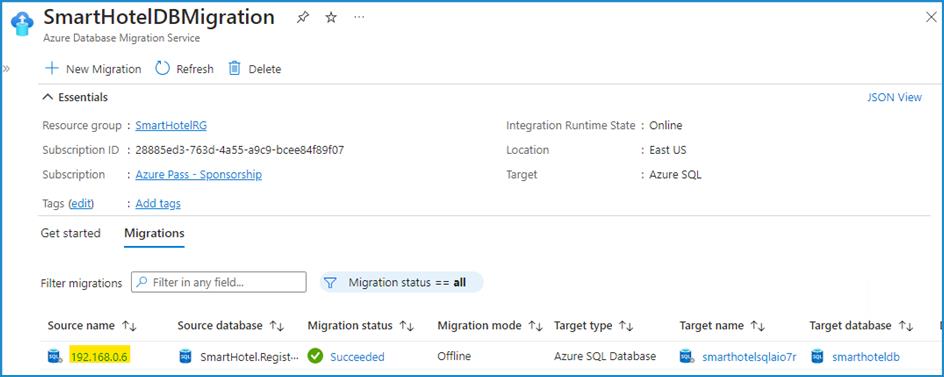 SmartHotelDBMigration
Azure Database Migration Service
New Migration Refresh Delete
Essentials JSON View
Resource group : SmartHotelRG Integration Runtime State : Online
Subscription ID : 28885ed3-763d-4a55-a9c9-bcee84f89f07 Location : East US
Subscription : Azure Pass - Sponsorship Target : Azure SQL
Tags (edit) : Add tags
Get started Migrations
Filter migrations Filter in any field... Migration status == all
Source name Source database Migration status Migration mode Target type Target name Target database
192.168.0.6 SmartHotel.Regist··· Succeeded Offline Azure SQL Database smarthotelsqlaio7r smarthoteldb